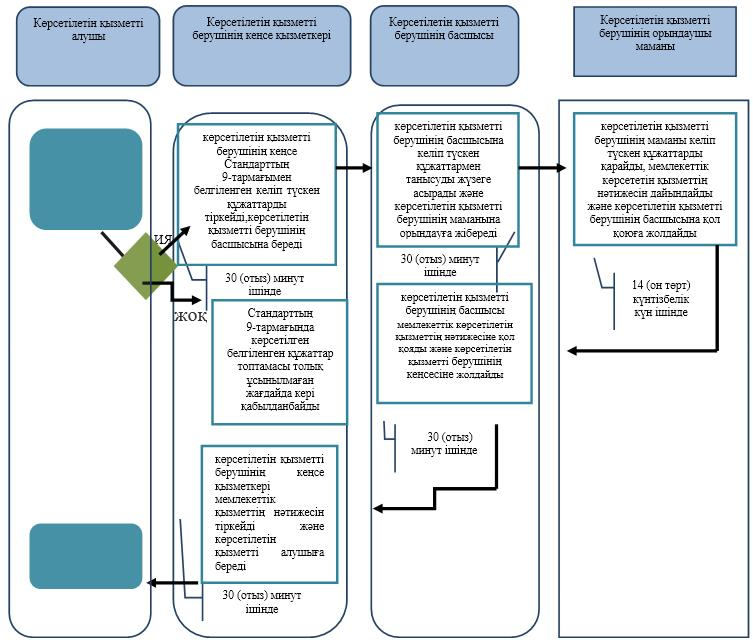 Көрсетілетін қызметті
алушы
Көрсетілетін қызметті
берушінің кеңсе қызметкері
Көрсетілетін қызметті
берушінің басшысы
Көрсетілетін қызметті
берушінің орындаушы
маманы
көрсетілетін қызметті
берушінің кеңсе
Стандарттың
9-тармағымен
белгіленген келіп түскен
құжаттарды
тіркейді,көрсетілетін
қызметті берушінің
басшысына береді
ИЯ
30 (отыз) минут
ішінде
ЖОҚ
Стандарттың
9-тармағында
көрсетілген
белгіленген құжаттар
топтамасы толық
ұсынылмаған
жағдайда кері
қабылданбайды
көрсетілетін қызметті
берушінің кеңсе
қызметкері
мемлекеттік
қызметтің нәтижесін
тіркейді және
көрсетілетін
қызметті алушыға
береді
30 (отыз) минут
ішінде
көрсетілетін қызметті
берушінің басшысына
келіп түскен
құжаттармен
танысуды жүзеге
асырады және
көрсетілетін қызметті
берушінің маманына
орындауға жібереді
30 (отыз) минут
ішінде
көрсетілетін қызметті
берушінің басшысы
мемлекеттік көрсетілетін
қызметтің нәтижесіне қол
қояды және көрсетілетін
қызметті берушінің
кеңсесіне жолдайды
30 (отыз)
минут ішінде
көрсетілетін қызметті
берушінің маманы келіп
түскен құжаттарды
қарайды, мемлекеттік
көрсететін қызметтің
нәтижесін дайындайды
және көрсетілетін қызметті
берушінің басшысына қол
қоюға жолдайды
14 (он төрт)
күнтізбелік
күн ішінде